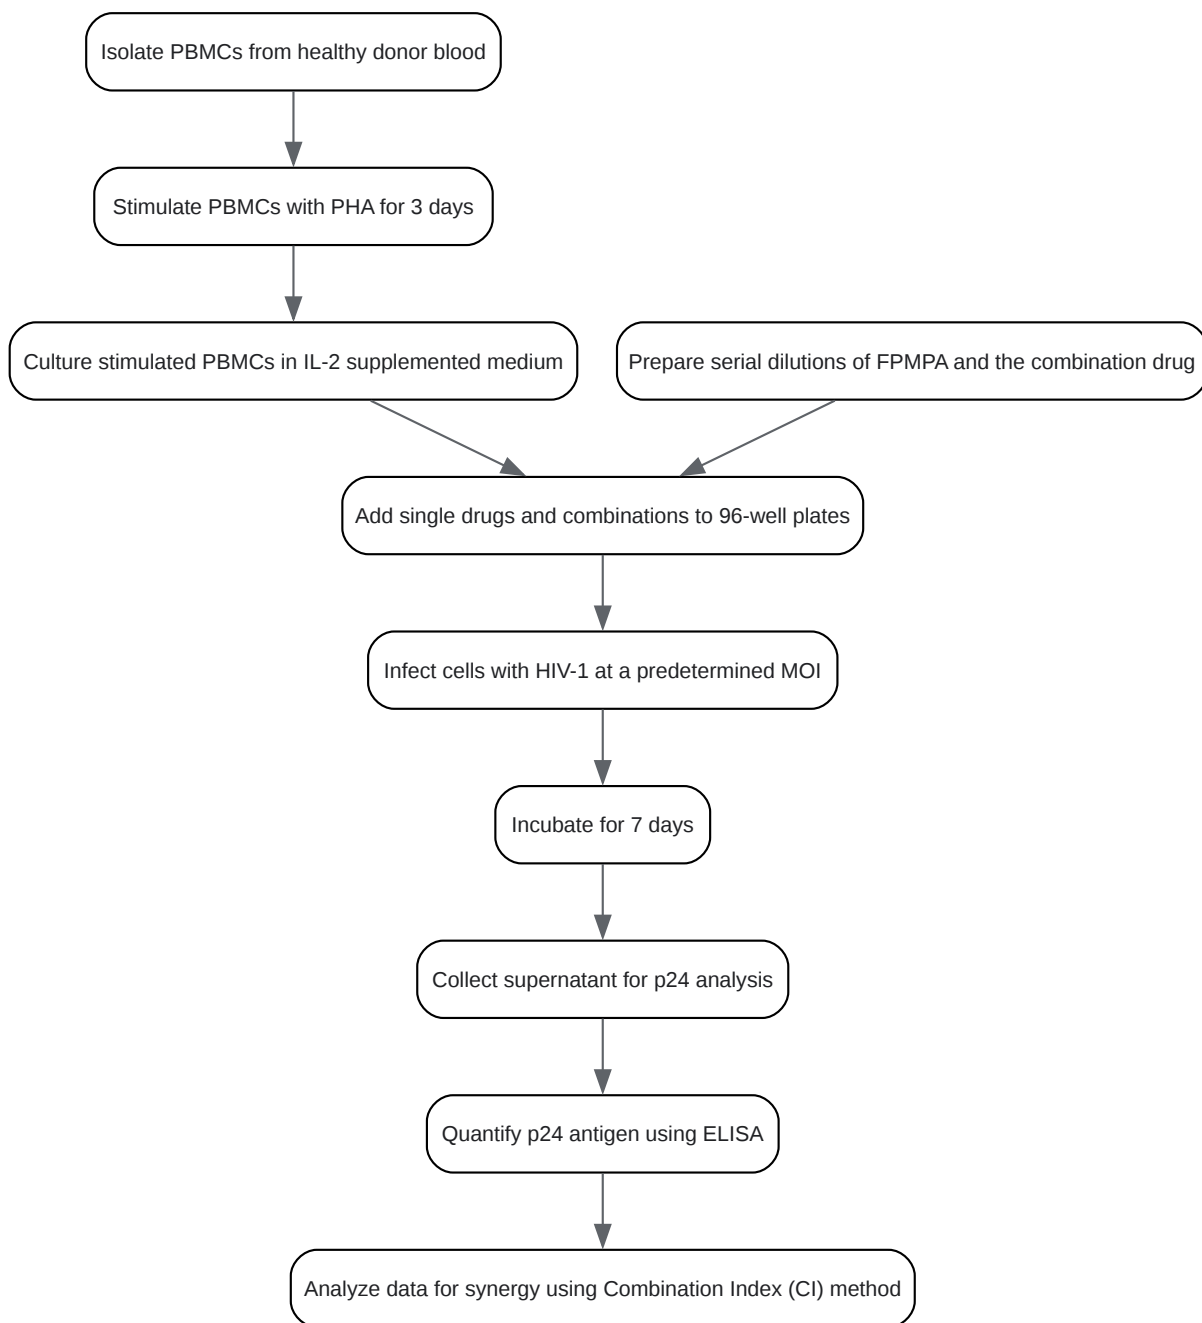 Isolate PBMCs from healthy donor blood
Stimulate PBMCs with PHA for 3 days
Culture stimulated PBMCs in IL-2 supplemented medium
Prepare serial dilutions of FPMPA and the combination drug
Add single drugs and combinations to 96-well plates
Infect cells with HIV-1 at a predetermined MOI
Incubate for 7 days
Collect supernatant for p24 analysis
Quantify p24 antigen using ELISA
Analyze data for synergy using Combination Index (CI) method